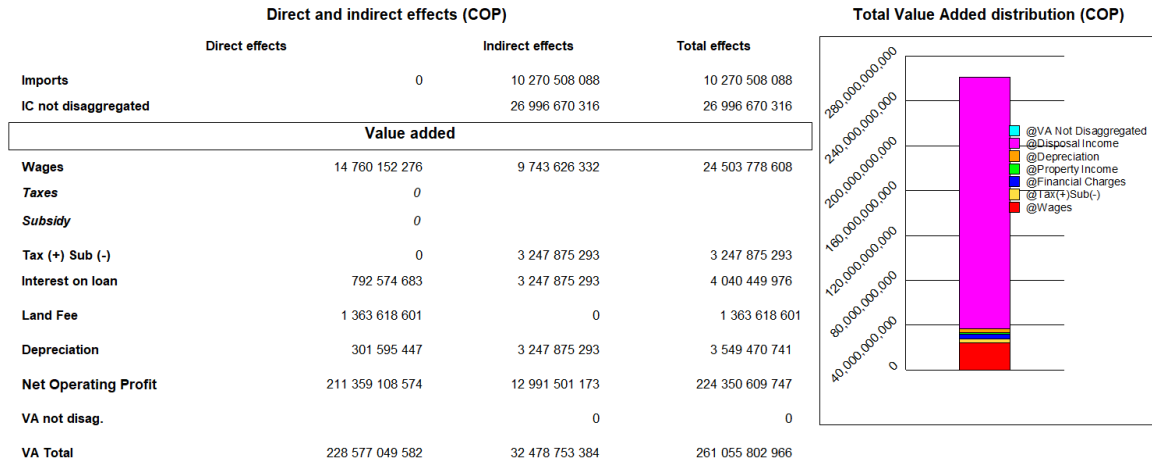 Direct and indirect effects (COP)
Direct effects Indirect effects Total effects
Imports 0 10 270 508 088 10 270 508 088
IC not disaggregated 26 996 670 316 26 996 670 316
Value added
Wages 14 760 152 276 9 743 626 332 24 503 778 608
Taxes 0
Subsidy 0
Tax (+) Sub (-) 0 3 247 875 293 3 247 875 293
Interest on loan 792 574 683 3 247 875 293 4 040 449 976
Land Fee 1 363 618 601 0 1 363 618 601
Depreciation 301 595 447 3 247 875 293 3 549 470 741
Net Operating Profit 211 359 108 574 12 991 501 173 224 350 609 747
VA not disag. 0 0
VA Total 228 577 049 582 32 478 753 384 261 055 802 966
Total Value Added distribution (COP)
280,000,000,000
240,000,000,000
200,000,000,000
160,000,000,000
120,000,000,000
80,000,000,000
40,000,000,000
0
@VA Not Disaggregated
@Disposal Income
@Depreciation
@Property Income
@Financial Charges
@Tax(+)Sub(-)
@Wages